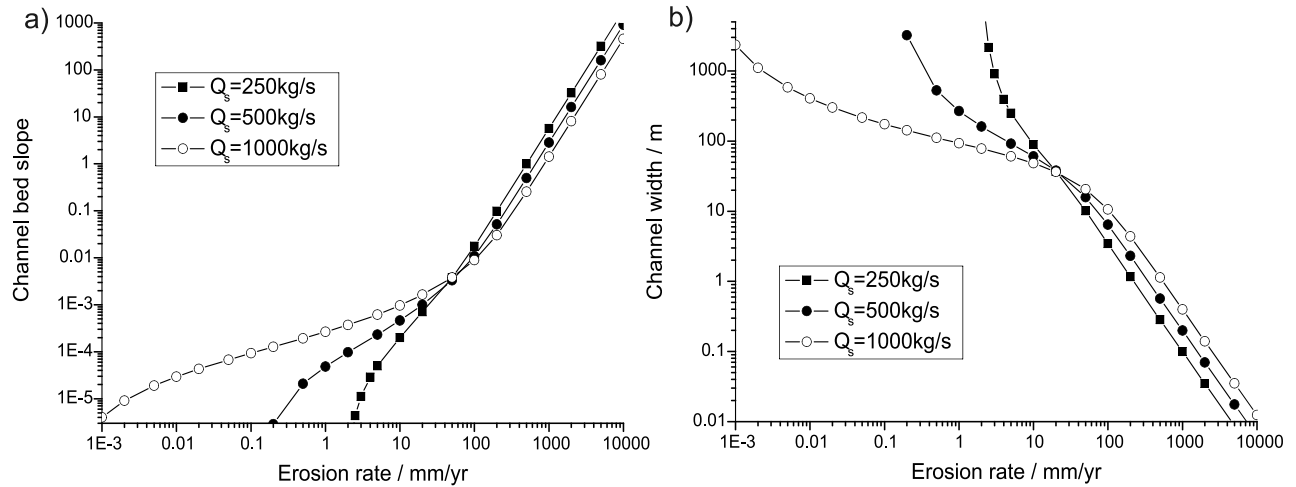 a)
Channel bed slope
1000
100
10
1
0.1
0.01
1E-3
1E-4
1E-5
Qs=250kg/s
Qs=500kg/s
Qs=1000kg/s
1E-3 0.01 0.1 1 10 100 1000 10000
Erosion rate / mm/yr
b)
Channel width / m
1000
100
10
1
0.1
0.01
Qs=250kg/s
Qs=500kg/s
Qs=1000kg/s
1E-3 0.01 0.1 1 10 100 1000 10000
Erosion rate / mm/yr